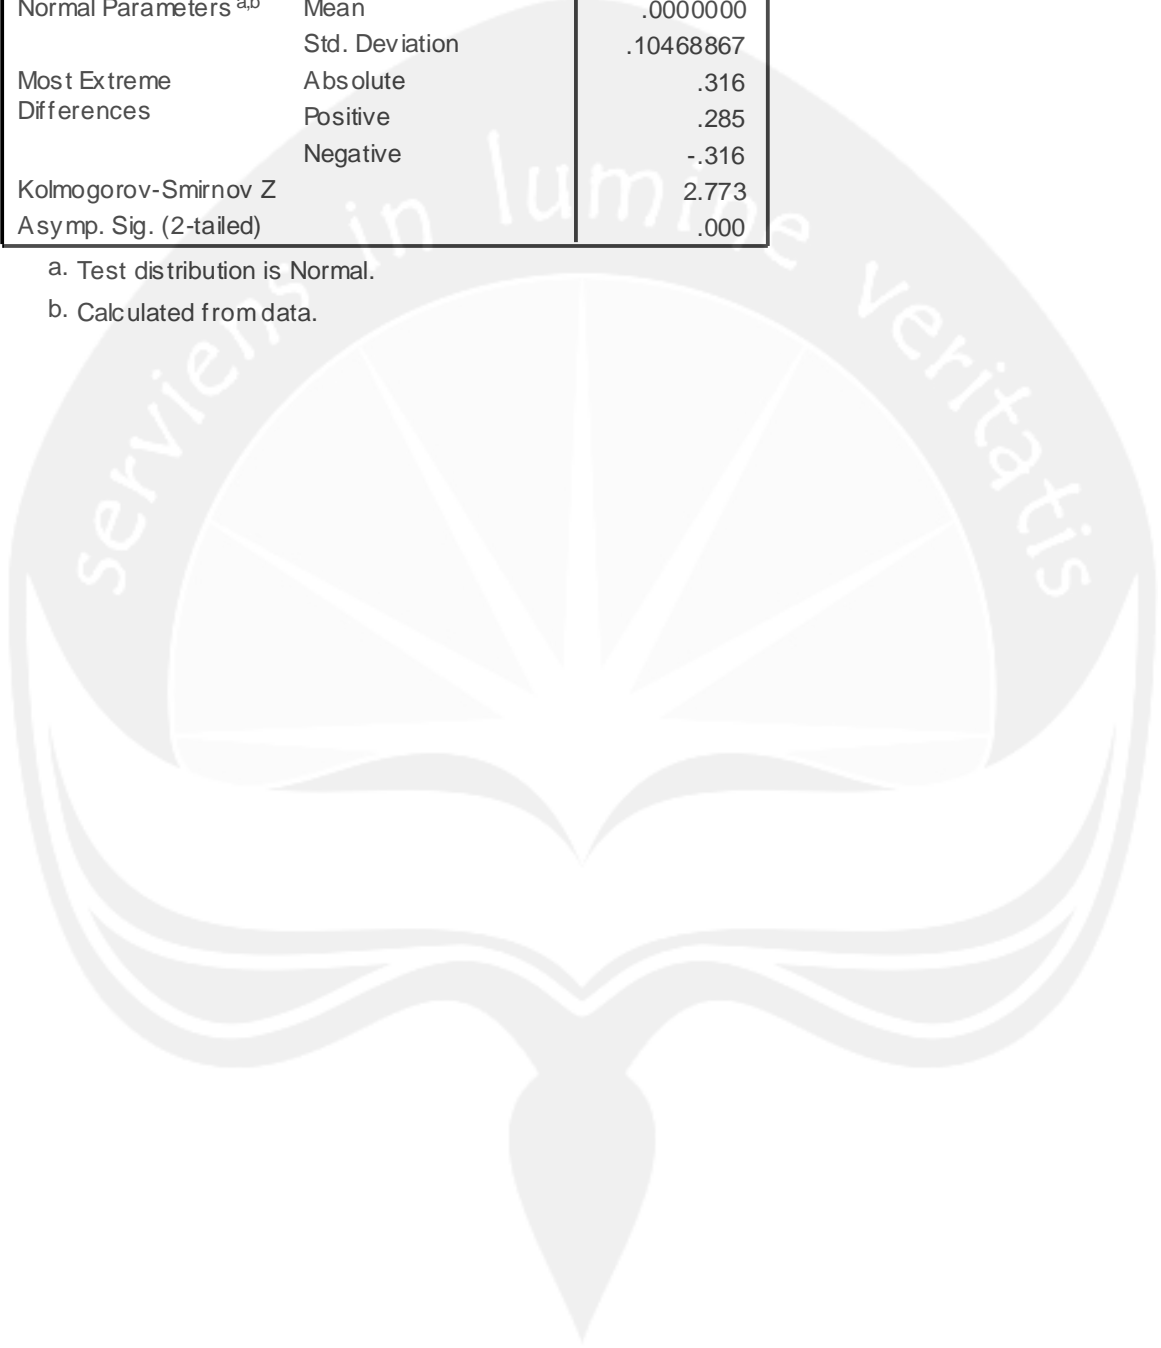 Normal Parameters a,b Mean .0000000
Std. Deviation .10468867
Most Extreme Differences Absolute .316
Positive .285
Negative -.316
Kolmogorov-Smirnov Z 2.773
Asymp. Sig. (2-tailed) .000
a. Test distribution is Normal.
b. Calculated from data.
serviens in lumine veritatis